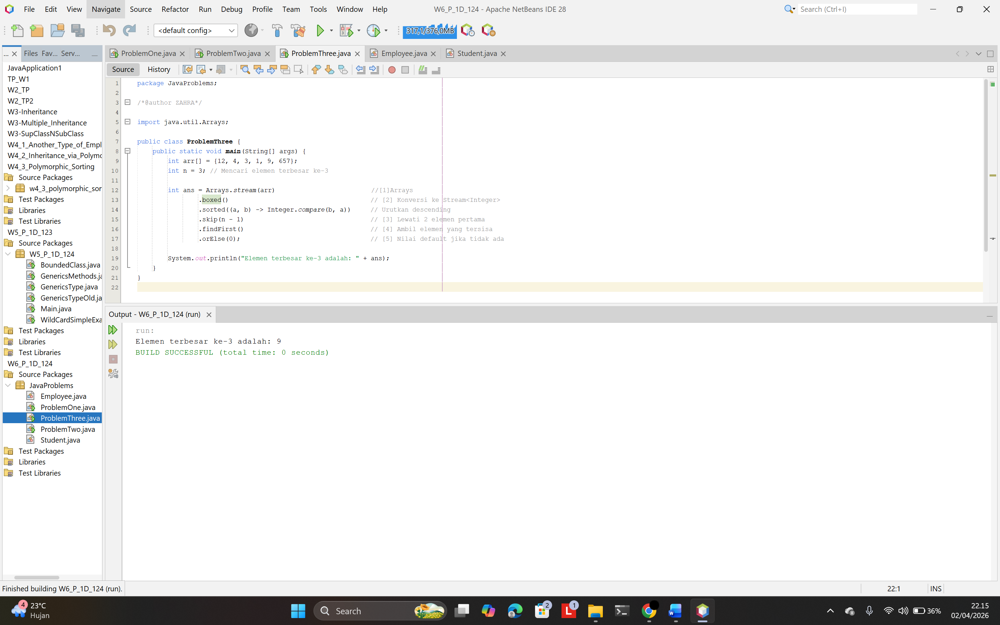 File Edit View Navigate Source Refactor Run Debug Profile Team Tools Window Help
W6_P_1D_124 - Apache NetBeans IDE 28
Search (Ctrl+I)
<default config>
317,1/376,0MB
... Files Fav... Serv...
ProblemOne.java
ProblemTwo.java
ProblemThree.java
Employee.java
Student.java
Source History
JavaApplication1
TP_W1
W2_TP
W2_TP2
W3-Inheritance
W3-Multiple_Inheritance
W3-SupClassNSubClass
W4_1_Another_Type_of_Empl
W4_2_Inheritance_via_Polymo
W4_3_Polymorphic_Sorting
Source Packages
w4_3_polymorphic_sor
Test Packages
Libraries
Test Libraries
W5_P_1D_123
Source Packages
W5_P_1D_124
BoundedClass.java
GenericsMethods.ja
GenericsType.java
GenericsTypeOld.ja
Main.java
WildCardSimpleExa
Test Packages
Libraries
Test Libraries
W6_P_1D_124
Source Packages
JavaProblems
Employee.java
ProblemOne.java
ProblemThree.java
ProblemTwo.java
Student.java
Test Packages
Libraries
Test Libraries
1 package JavaProblems;
2
3 /*@author ZAHRA*/
4
5 import java.util.Arrays;
6
7 public class ProblemThree {
8 public static void main(String[] args) {
9 int arr[] = {12, 4, 3, 1, 9, 657};
10 int n = 3; // Mencari elemen terbesar ke-3
11
12 int ans = Arrays.stream(arr) //[1]Arrays
13 .boxed() // [2] Konversi ke Stream<Integer>
14 .sorted((a, b) -> Integer.compare(b, a)) // Urutkan descending
15 .skip(n - 1) // [3] Lewati 2 elemen pertama
16 .findFirst() // [4] Ambil elemen yang tersisa
17 .orElse(0); // [5] Nilai default jika tidak ada
18
19 System.out.println("Elemen terbesar ke-3 adalah: " + ans);
20 }
21 }
22
Output - W6_P_1D_124 (run)
run:
Elemen terbesar ke-3 adalah: 9
BUILD SUCCESSFUL (total time: 0 seconds)
Finished building W6_P_1D_124 (run).
22:1 INS
4
23°C
Hujan
Search
2
L 1
W
36%
22.15
02/04/2026